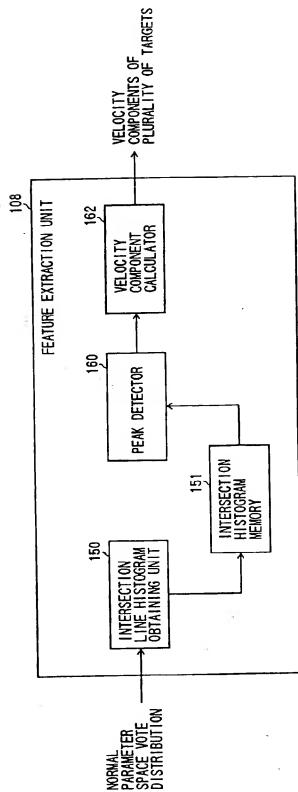 108
FEATURE EXTRACTION UNIT
NORMAL
PARAMETER
SPACE VOTE
DISTRIBUTION
150
INTERSECTION
LINE HISTOGRAM
OBTAINING UNIT
151
INTERSECTION
HISTOGRAM
MEMORY
160
PEAK DETECTOR
162
VELOCITY
COMPONENT
CALCULATOR
VELOCITY
COMPONENTS OF
PLURALITY OF TARGETS